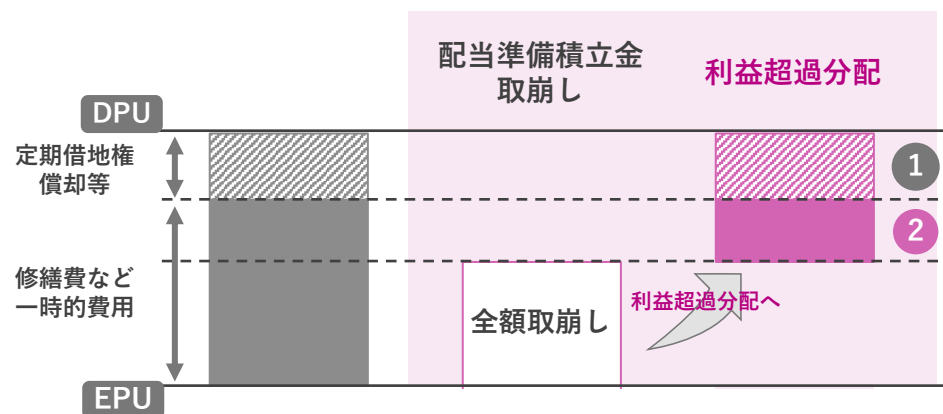 配当準備積立金
取崩し
利益超過分配
DPU
定期借地権
償却等
1
2
修繕費など
一時的費用
全額取崩し
利益超過分配へ
EPU